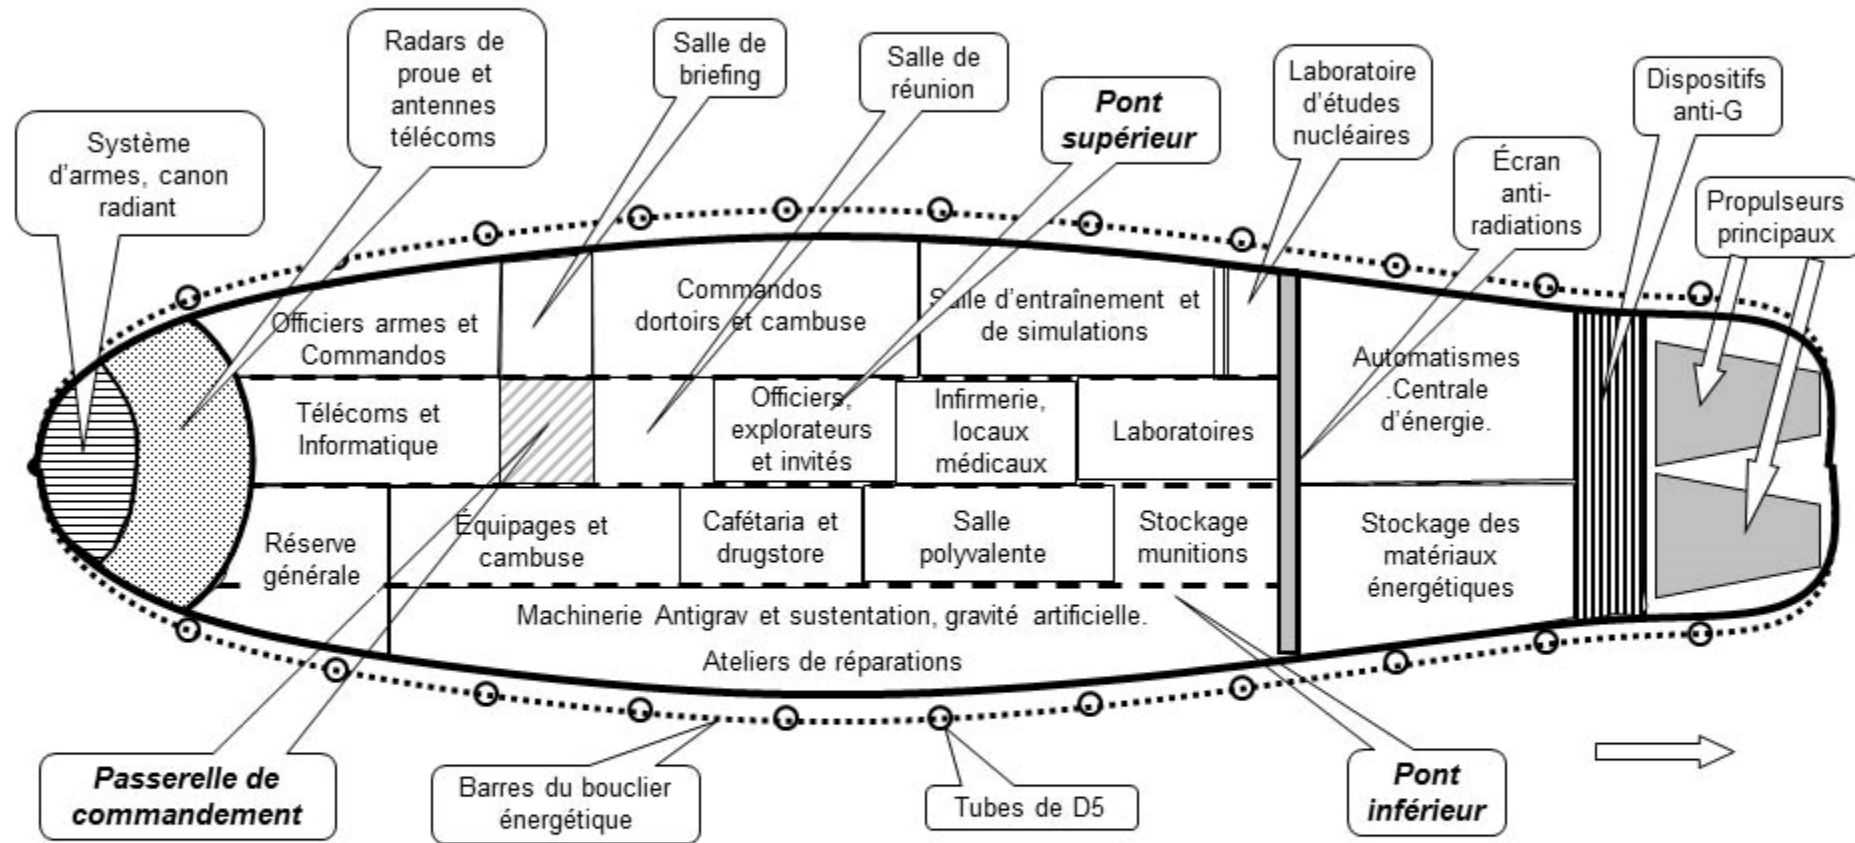 Radars de
proue et
antennes
télécoms
Salle de
briefing
Salle de
réunion
Pont
supérieur
Laboratoire
d'études
nucléaires
Dispositifs
anti-G
Système
d'armes, canon
radiant
Écran
anti-
radiations
Propulseurs
principaux
Officiers armes et
Commandos
Commandos
dortoirs et cambuse
Salle d'entraînement et
de simulations
Automatismes
.Centrale
d'énergie.
Télécoms et
Informatique
Officiers,
explorateurs
et invités
Infirmerie,
locaux
médicaux
Laboratoires
Réserve
générale
Équipages et
cambuse
Cafétaria et
drugstore
Salle
polyvalente
Stockage
munitions
Stockage des
matériaux
énergétiques
Machinerie Antigrav et sustentation, gravité artificielle.
Ateliers de réparations
Passerelle de
commandement
Barres du bouclier
énergétique
Tubes de D5
Pont
inférieur